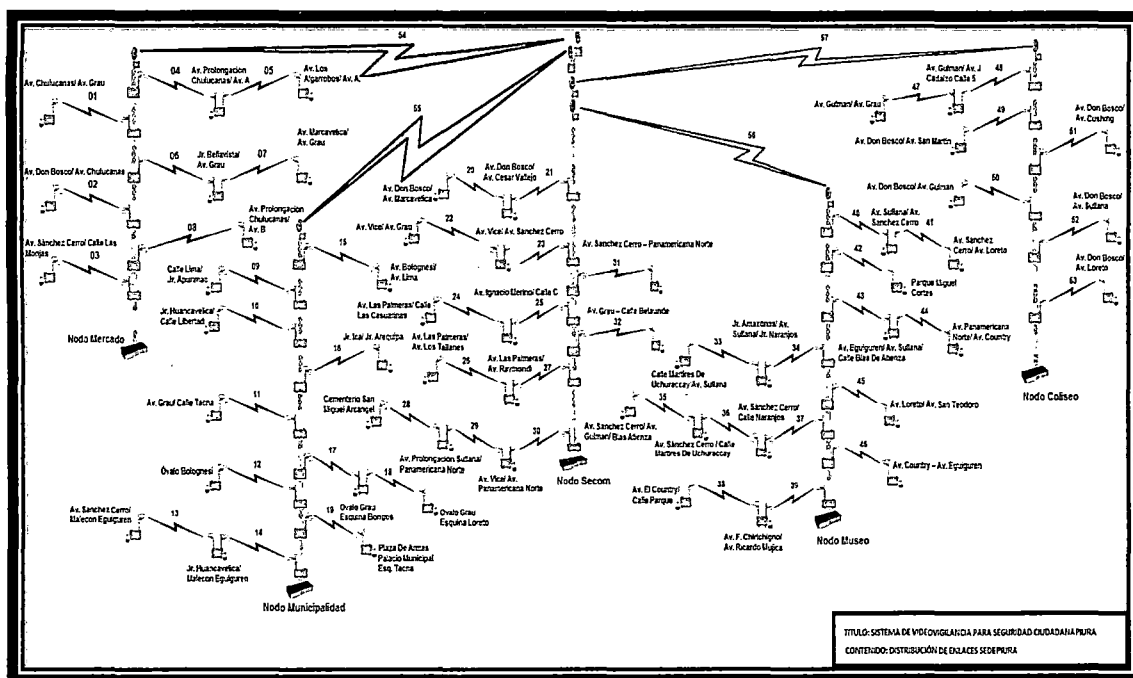 54
57
04
Av. Prolongacion
Chulucanas/ Av. A
05
Av. Los
Algarrobos/ Av. A.
Av. Chulucanas/ Av. Grau
01
Av. Don Bosco/ Av. Chulucanas
02
Av. Sánchez Cerro/ Calle Las
Monjas
03
Jr. Bellavista/
Av. Grau
07
Av. Marcavelica/
Av. Grau
Av. Prolongacion
Chulucanas/
Av. B
08
Nodo Mercado
55
56
Calle Lima/
Jr. Apurimac
09
Jr. Huancavelica/
Calle Libertad
10
15
Av. Bolognesi/
Av. Lima
16
Jr. Ica/ Jr. Arequipa
Av. Grau/ Calle Tacna
11
Óvalo Bolognesi
12
Av. Sanchez Cerro/
Malecon Eguiguren
13
14
Jr. Huancavelica/
Malecon Eguiguren
17
18
Ovalo Grau
Esquina Bongos
Ovalo Grau
Esquina Loreto
19
Plaza De Armas
Palacio Municipal
Esq. Tacna
Nodo Municipalidad
Av. Don Bosco/
Av. Marcavelica
20
Av. Don Bosco/
Av. Cesar Vallejo
21
Av. Vice/ Av. Grau
22
Av. Vice/ Av. Sanchez Cerro
23
Av. Sanchez Cerro – Panamericana Norte
31
Av. Las Palmeras/ Calle
Las Casuarinas
24
Av. Ignacio Merino/ Calle C
25
Av. Grau – Calle Belaunde
32
Av. Las Palmeras/
Av. Los Tallanes
Av. Las Palmeras/
Av. Raymondi
27
Cementerio San
Miguel Arcangel
28
29
Av. Prolongacion Sullana/
Panamericana Norte
30
Av. Vice/ Av.
Panamericana Norte
Av. Sanchez Cerro/ Av.
Gulman/ Blas Atienza
Nodo Secom
33
Calle Martires De
Uchuraccay/ Av. Sullana
Jr. Amazonas/ Av.
Sullana/ Jr. Naranjos
34
35
Av. Sánchez Cerro/ Calle
Martires De Uchuraccay
36
Av. Sánchez Cerro/
Calle Naranjos
37
Av. El Country/
Calle Parque
38
Av. F. Chirichigno/
Av. Ricardo Mujica
39
40
Av. Sullana/ Av.
Sanchez Cerro
41
Av. Sanchez
Cerro/ Av. Loreto
42
Parque Miguel
Cortes
43
Av. Eguiguren/ Av. Sullana/
Calle Blas De Atienza
44
Av. Panamericana
Norte/ Av. Country
45
Av. Loreto/ Av. San Teodoro
46
Av. Country – Av. Eguiguren
Nodo Museo
Av. Gulman/ Av. Grau
47
Av. Gulman/ Av. J
Cadalzo Calle 5
48
Av. Don Bosco/ Av. San Martin
49
Av. Don Bosco/ Av. Gulman
50
51
Av. Don Bosco/
Av. Cushing
52
Av. Don Bosco/
Av. Sullana
53
Av. Don Bosco/
Av. Loreto
Nodo Coliseo
TITULO: SISTEMA DE VIDEOVIGILANCIA PARA SEGURIDAD CIUDADANA PIURA
CONTENIDO: DISTRIBUCIÓN DE ENLACES SEDE PIURA